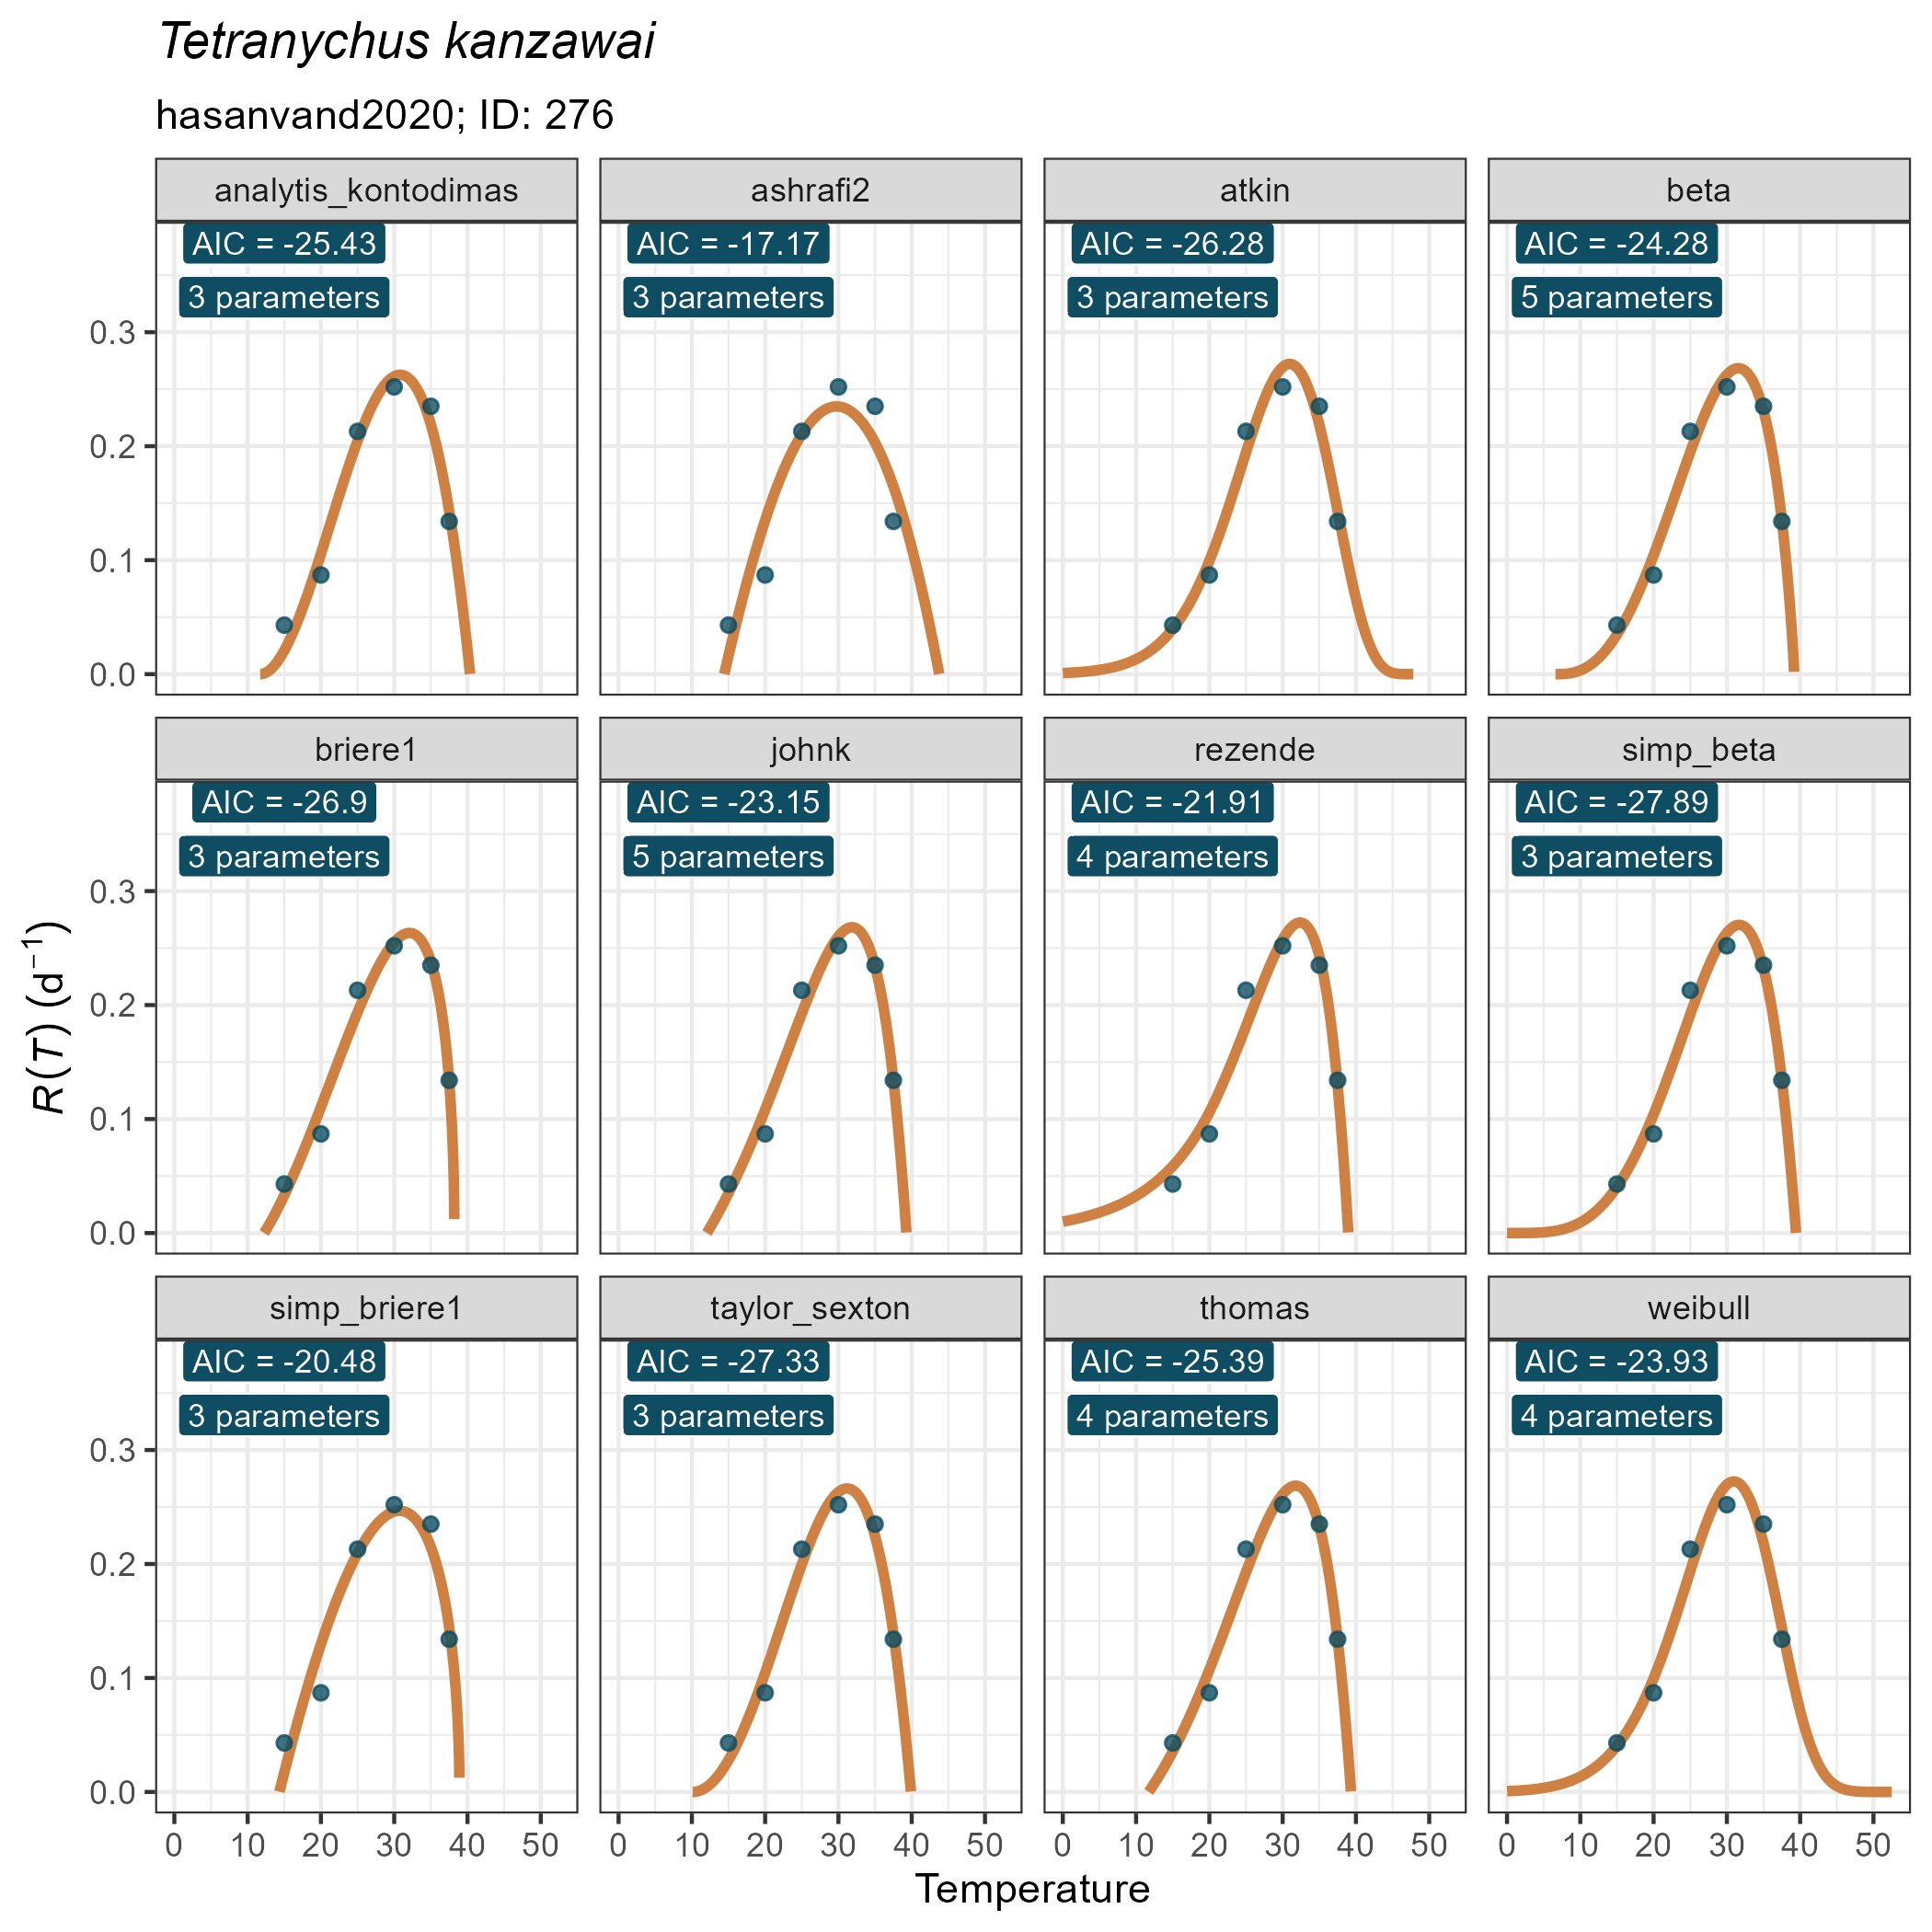 Tetranychus kanzawai
hasanvand2020; ID: 276
analytis_kontodimas
ashrafi2
atkin
beta
AIC = -25.43
3 parameters
AIC = -17.17
3 parameters
AIC = -26.28
3 parameters
AIC = -24.28
5 parameters
0.3
0.2
0.1
0.0
briere1
johnk
rezende
simp_beta
AIC = -26.9
3 parameters
AIC = -23.15
5 parameters
AIC = -21.91
4 parameters
AIC = -27.89
3 parameters
0.3
0.2
0.1
0.0
R(T) (d⁻¹)
simp_briere1
taylor_sexton
thomas
weibull
AIC = -20.48
3 parameters
AIC = -27.33
3 parameters
AIC = -25.39
4 parameters
AIC = -23.93
4 parameters
0.3
0.2
0.1
0.0
0 10 20 30 40 50
0 10 20 30 40 50
0 10 20 30 40 50
0 10 20 30 40 50
Temperature